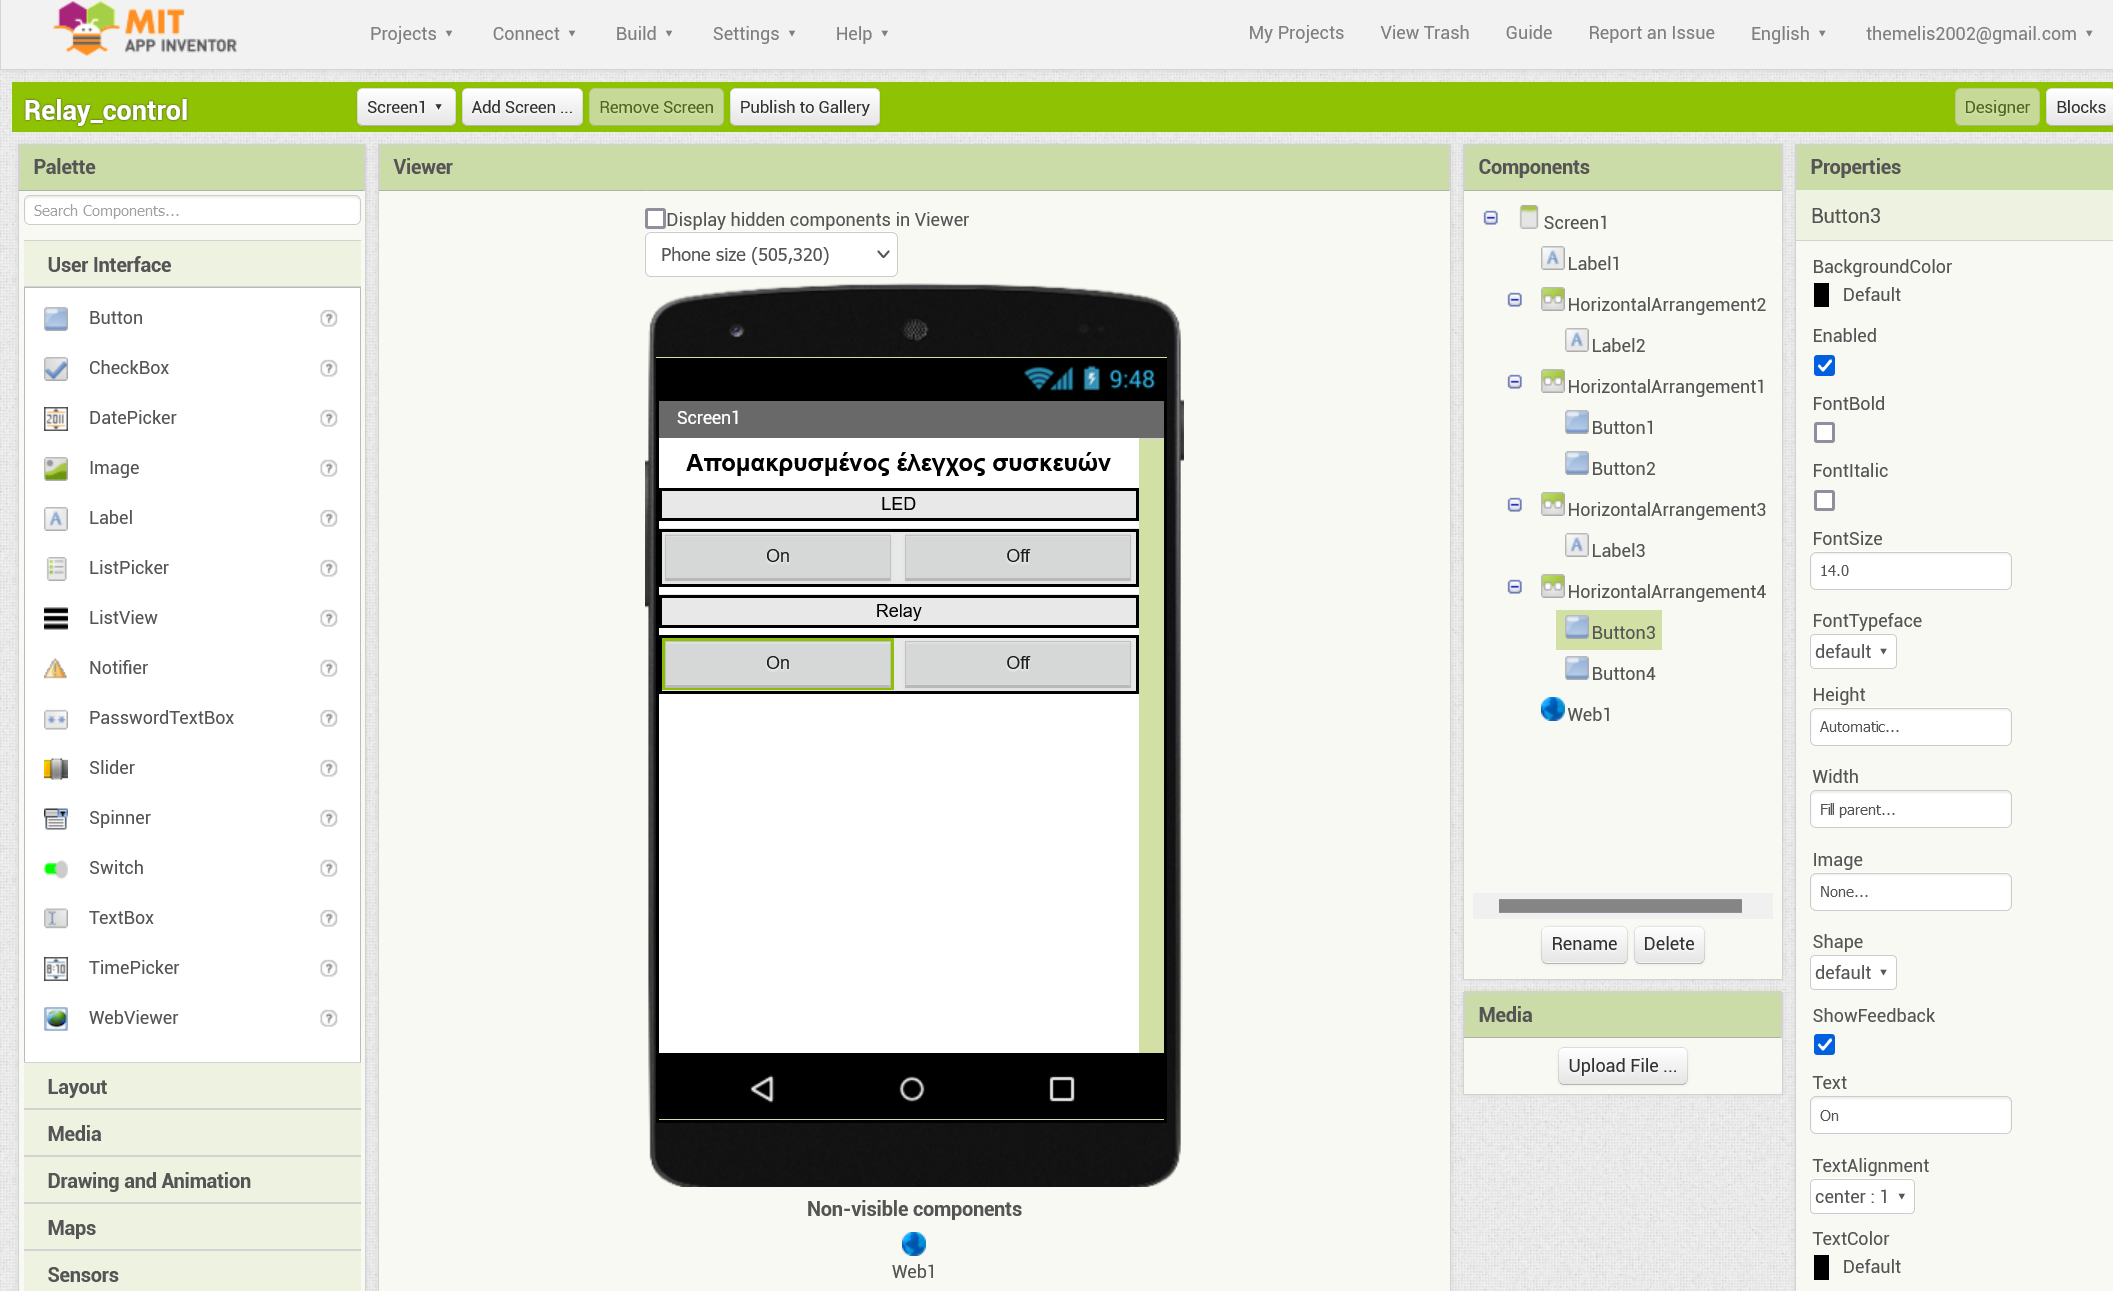 MIT
APP INVENTOR
Projects
Connect
Build
Settings
Help
My Projects
View Trash
Guide
Report an Issue
English
themelis2002@gmail.com
Relay_control
Screen1
Add Screen ...
Remove Screen
Publish to Gallery
Designer
Blocks
Palette
Search Components...
User Interface
Button
CheckBox
DatePicker
Image
Label
ListPicker
ListView
Notifier
PasswordTextBox
Slider
Spinner
Switch
TextBox
TimePicker
WebViewer
Layout
Media
Drawing and Animation
Maps
Sensors
Viewer
Display hidden components in Viewer
Phone size (505,320)
9:48
Screen1
Απομακρυσμένος έλεγχος συσκευών
LED
On Off
Relay
On Off
Non-visible components
Web1
Components
Screen1
Label1
HorizontalArrangement2
Label2
HorizontalArrangement1
Button1
Button2
HorizontalArrangement3
Label3
HorizontalArrangement4
Button3
Button4
Web1
Rename
Delete
Media
Upload File ...
Properties
Button3
BackgroundColor
Default
Enabled
FontBold
FontItalic
FontSize
14.0
FontTypeface
default
Height
Automatic...
Width
Fill parent...
Image
None...
Shape
default
ShowFeedback
Text
On
TextAlignment
center : 1
TextColor
Default